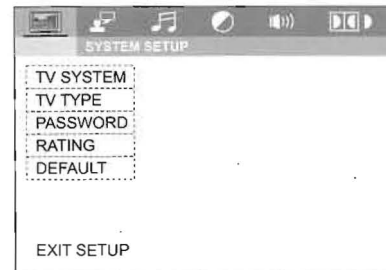 SYSTEM SETUP
TV SYSTEM
TV TYPE
PASSWORD
RATING
DEFAULT
EXIT SETUP